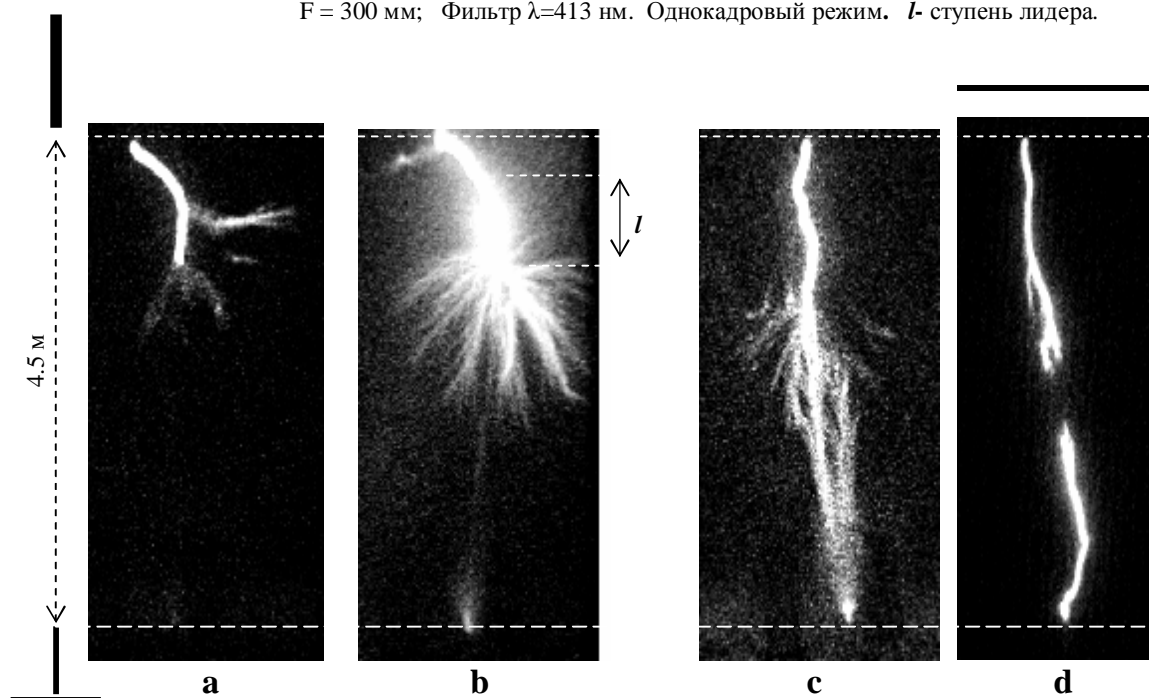 F = 300 мм; Фильтр λ=413 нм. Однокадровый режим. l- ступень лидера.
l
4.5 м
a b c d